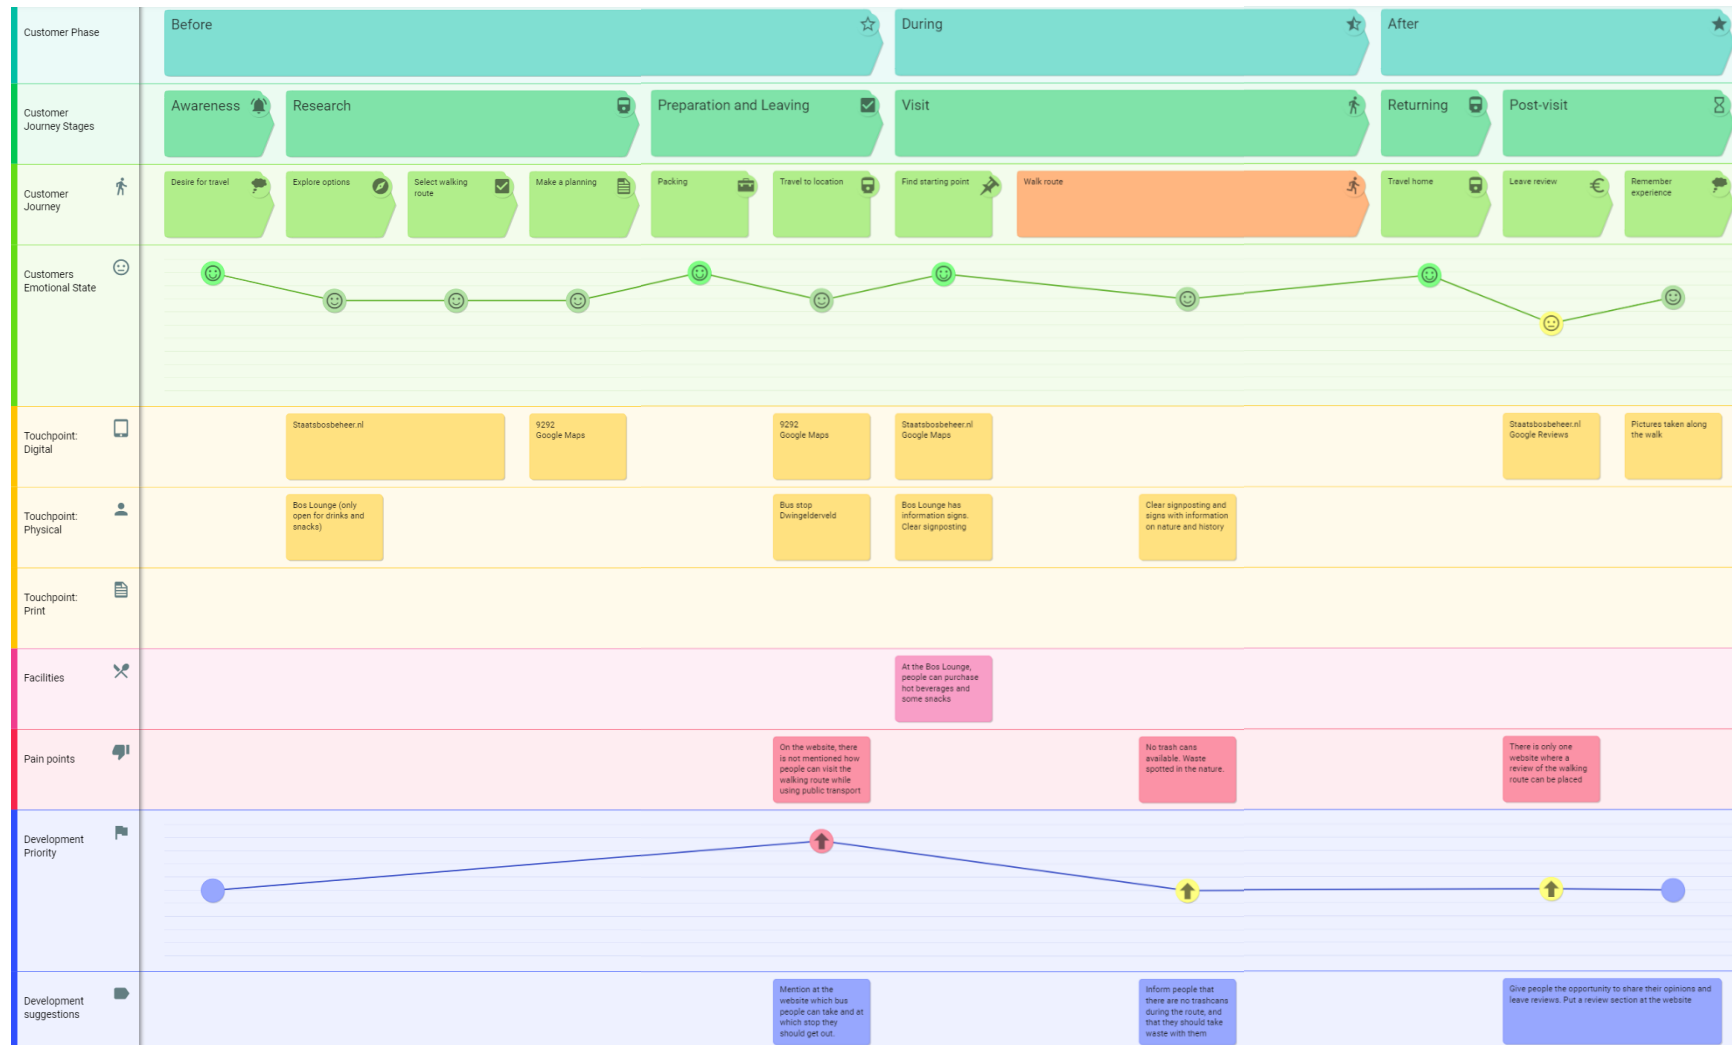 Customer Phase
Before
During
After
Customer
Journey Stages
Awareness
Research
Preparation and Leaving
Visit
Returning
Post-visit
Customer
Journey
Desire for travel
Explore options
Select walking
route
Make a planning
Packing
Travel to location
Find starting point
Walk route
Travel home
Leave review
Remember
experience
Customers
Emotional State
Touchpoint:
Digital
Staatsbosbeheer.nl
9292
Google Maps
9292
Google Maps
Staatsbosbeheer.nl
Google Maps
Staatsbosbeheer.nl
Google Reviews
Pictures taken along
the walk
Touchpoint:
Physical
Bos Lounge (only
open for drinks and
snacks)
Bus stop
Dwingelderveld
Bos Lounge has
information signs.
Clear signposting
Clear signposting and
signs with information
on nature and history
Touchpoint:
Print
Facilities
At the Bos Lounge,
people can purchase
hot beverages and
some snacks
Pain points
On the website, there
is not mentioned how
people can visit the
walking route while
using public transport
No trash cans
available. Waste
spotted in the nature.
There is only one
website where a
review of the walking
route can be placed
Development
Priority
Development
suggestions
Mention at the
website which bus
people can take and at
which stop they
should get out.
Inform people that
there are no trashcans
during the route, and
that they should take
waste with them
Give people the opportunity to share their opinions and
leave reviews. Put a review section at the website